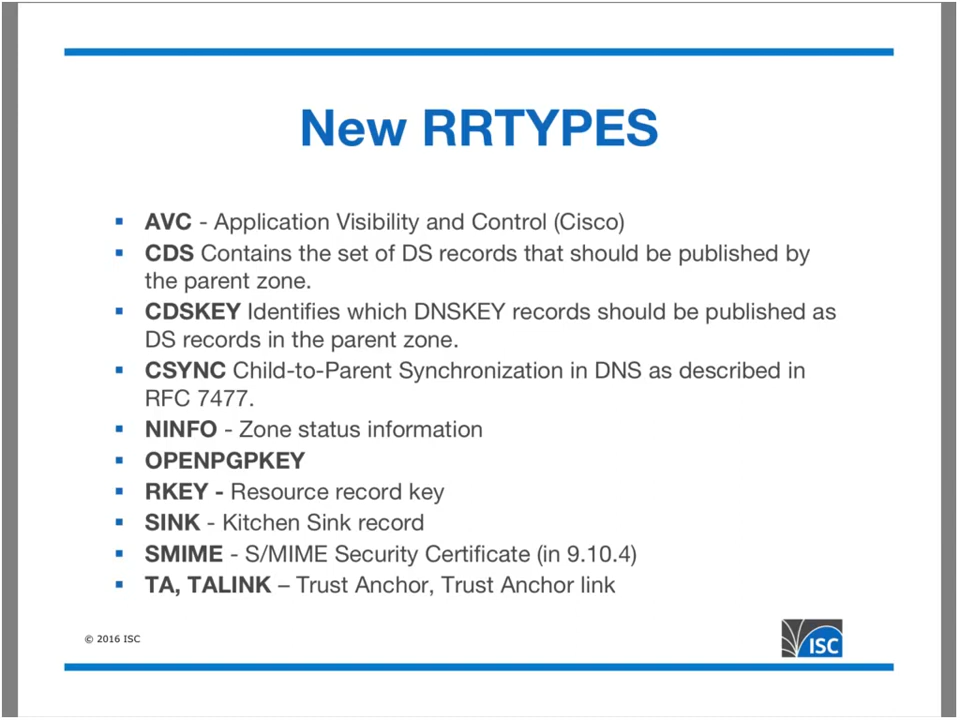 New RRTYPES
▪ AVC - Application Visibility and Control (Cisco)
▪ CDS Contains the set of DS records that should be published by
the parent zone.
▪ CDSKEY Identifies which DNSKEY records should be published as
DS records in the parent zone.
▪ CSYNC Child-to-Parent Synchronization in DNS as described in
RFC 7477.
▪ NINFO - Zone status information
▪ OPENPGPKEY
▪ RKEY - Resource record key
▪ SINK - Kitchen Sink record
▪ SMIME - S/MIME Security Certificate (in 9.10.4)
▪ TA, TALINK – Trust Anchor, Trust Anchor link
© 2016 ISC
ISC